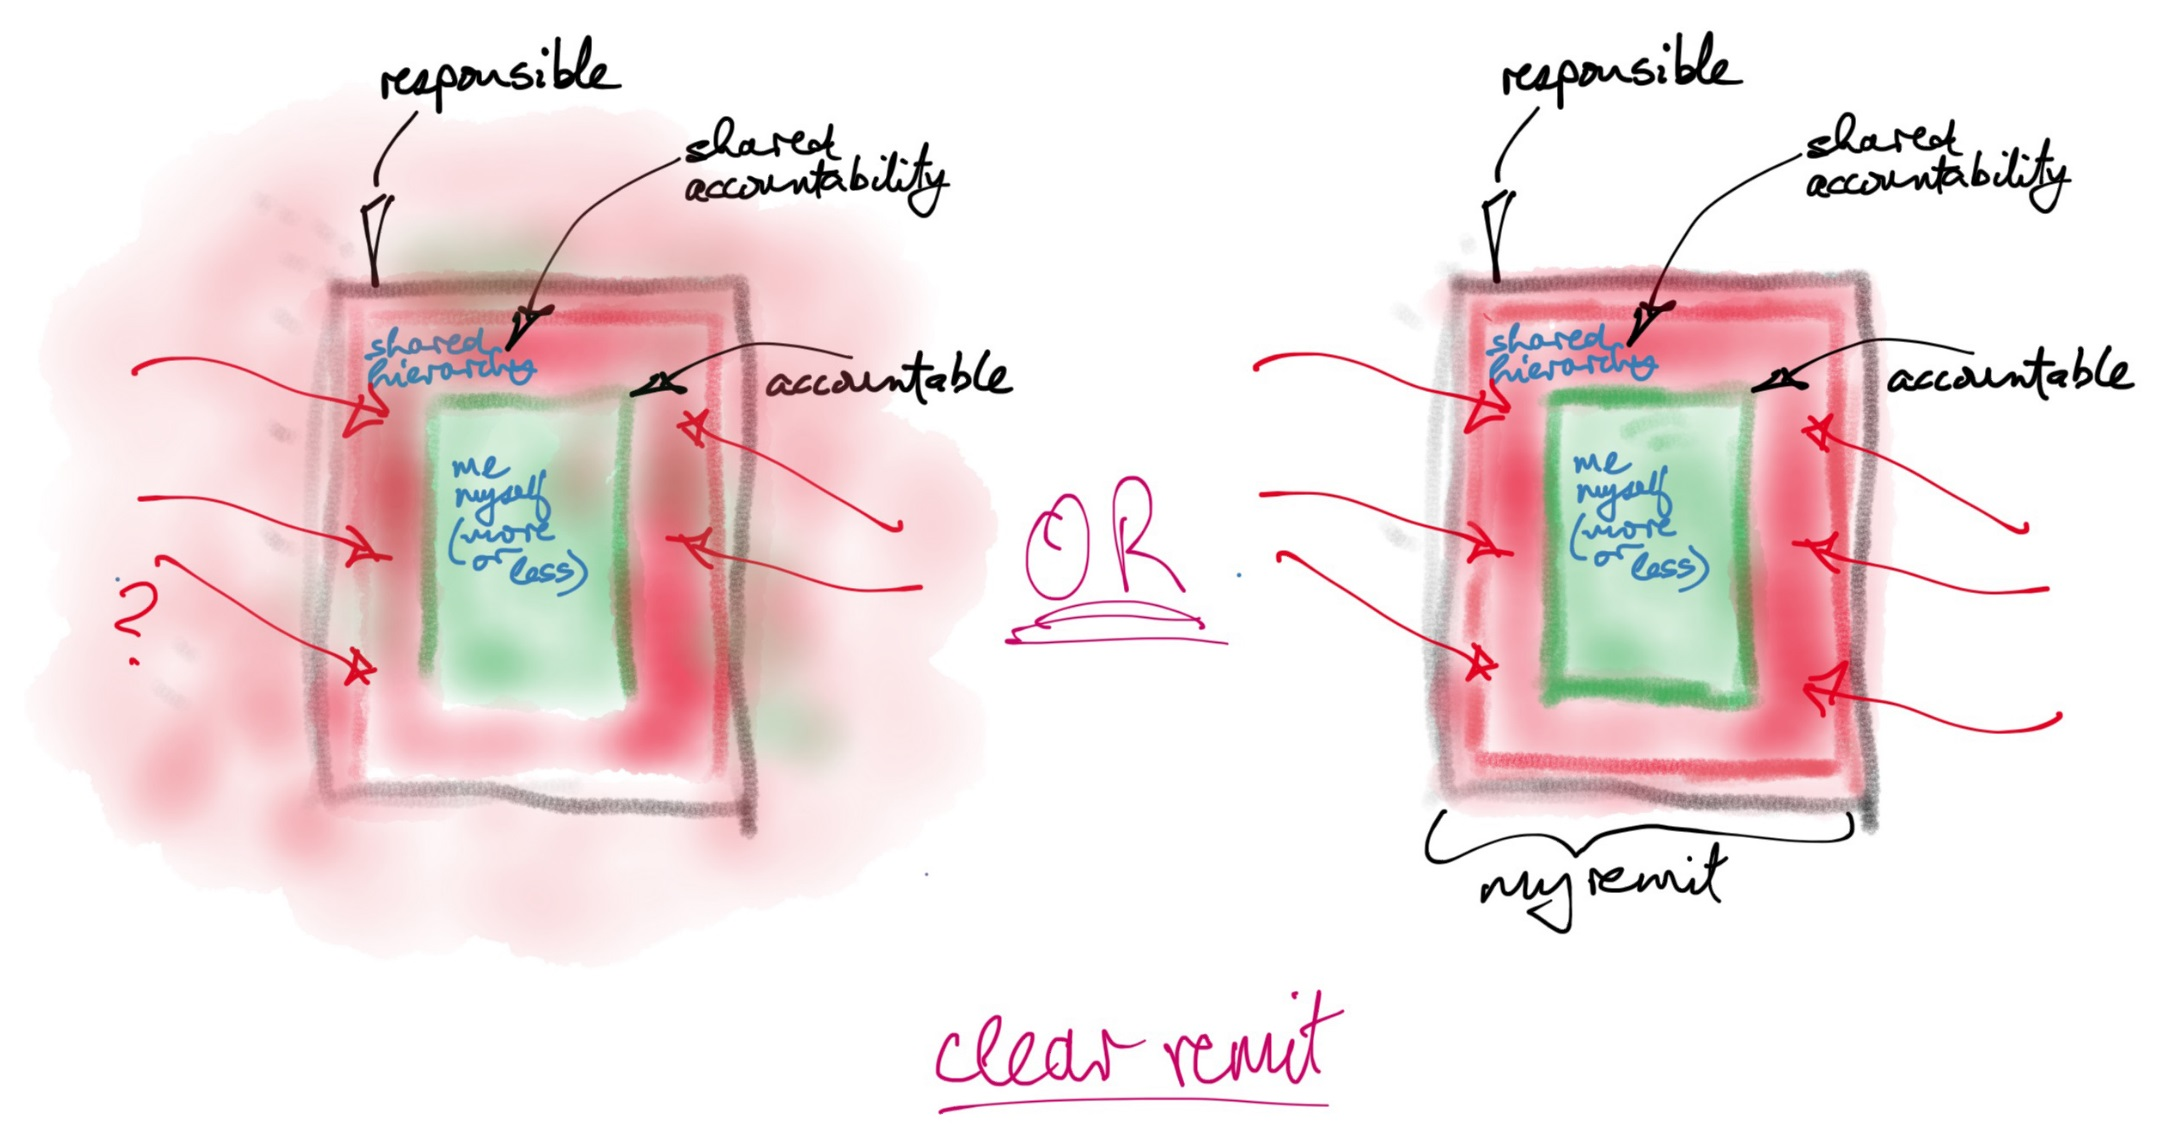 responsible
shared
accountability
shared
hierarchy
accountable
me
myself
(more
or
less)
?
OR
responsible
shared
accountability
shared
hierarchy
accountable
me
myself
(more
or
less)
my remit
clear remit